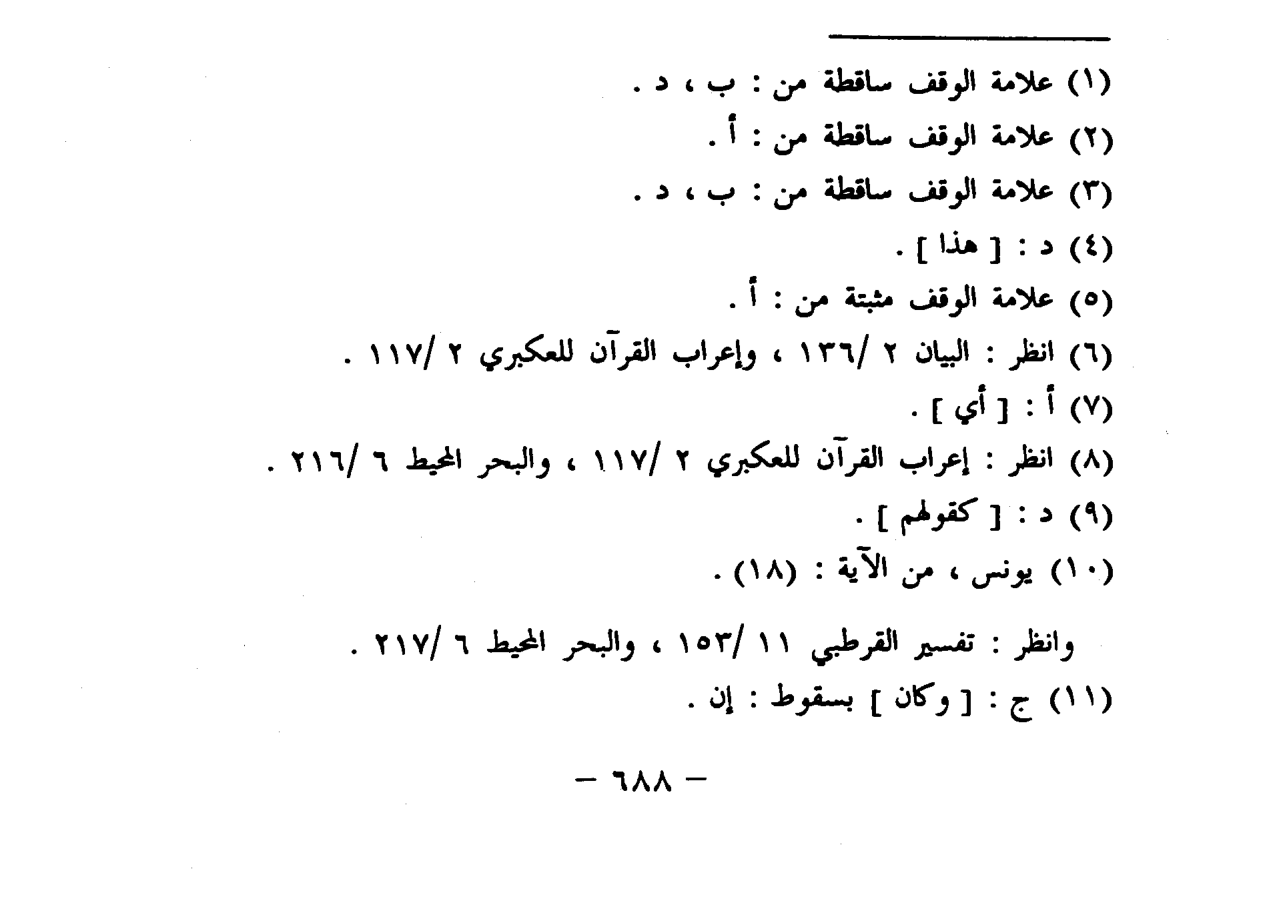 (١) علامة الوقف ساقطة من : ب ، د .
(٢) علامة الوقف ساقطة من : أ .
(٣) علامة الوقف ساقطة من : ب ، د .
(٤) د : [ هذا ] .
(٥) علامة الوقف مثبتة من : أ .
(٦) انظر : البيان ٢ /١٣٦ ، وإعراب القرآن للعكبري ٢ /١١٧ .
(٧) أ : [ أي ] .
(٨) انظر : إعراب القرآن للعكبري ٢ /١١٧ ، والبحر المحيط ٦ /٢١٦ .
(٩) د : [ كقولهم ] .
(١٠) يونس ، من الآية : (١٨) .
وانظر : تفسير القرطبي ١١ /١٥٣ ، والبحر المحيط ٦ /٢١٧ .
(١١) ج : [ وكان ] بسقوط : إن .
– ٦٨٨ –